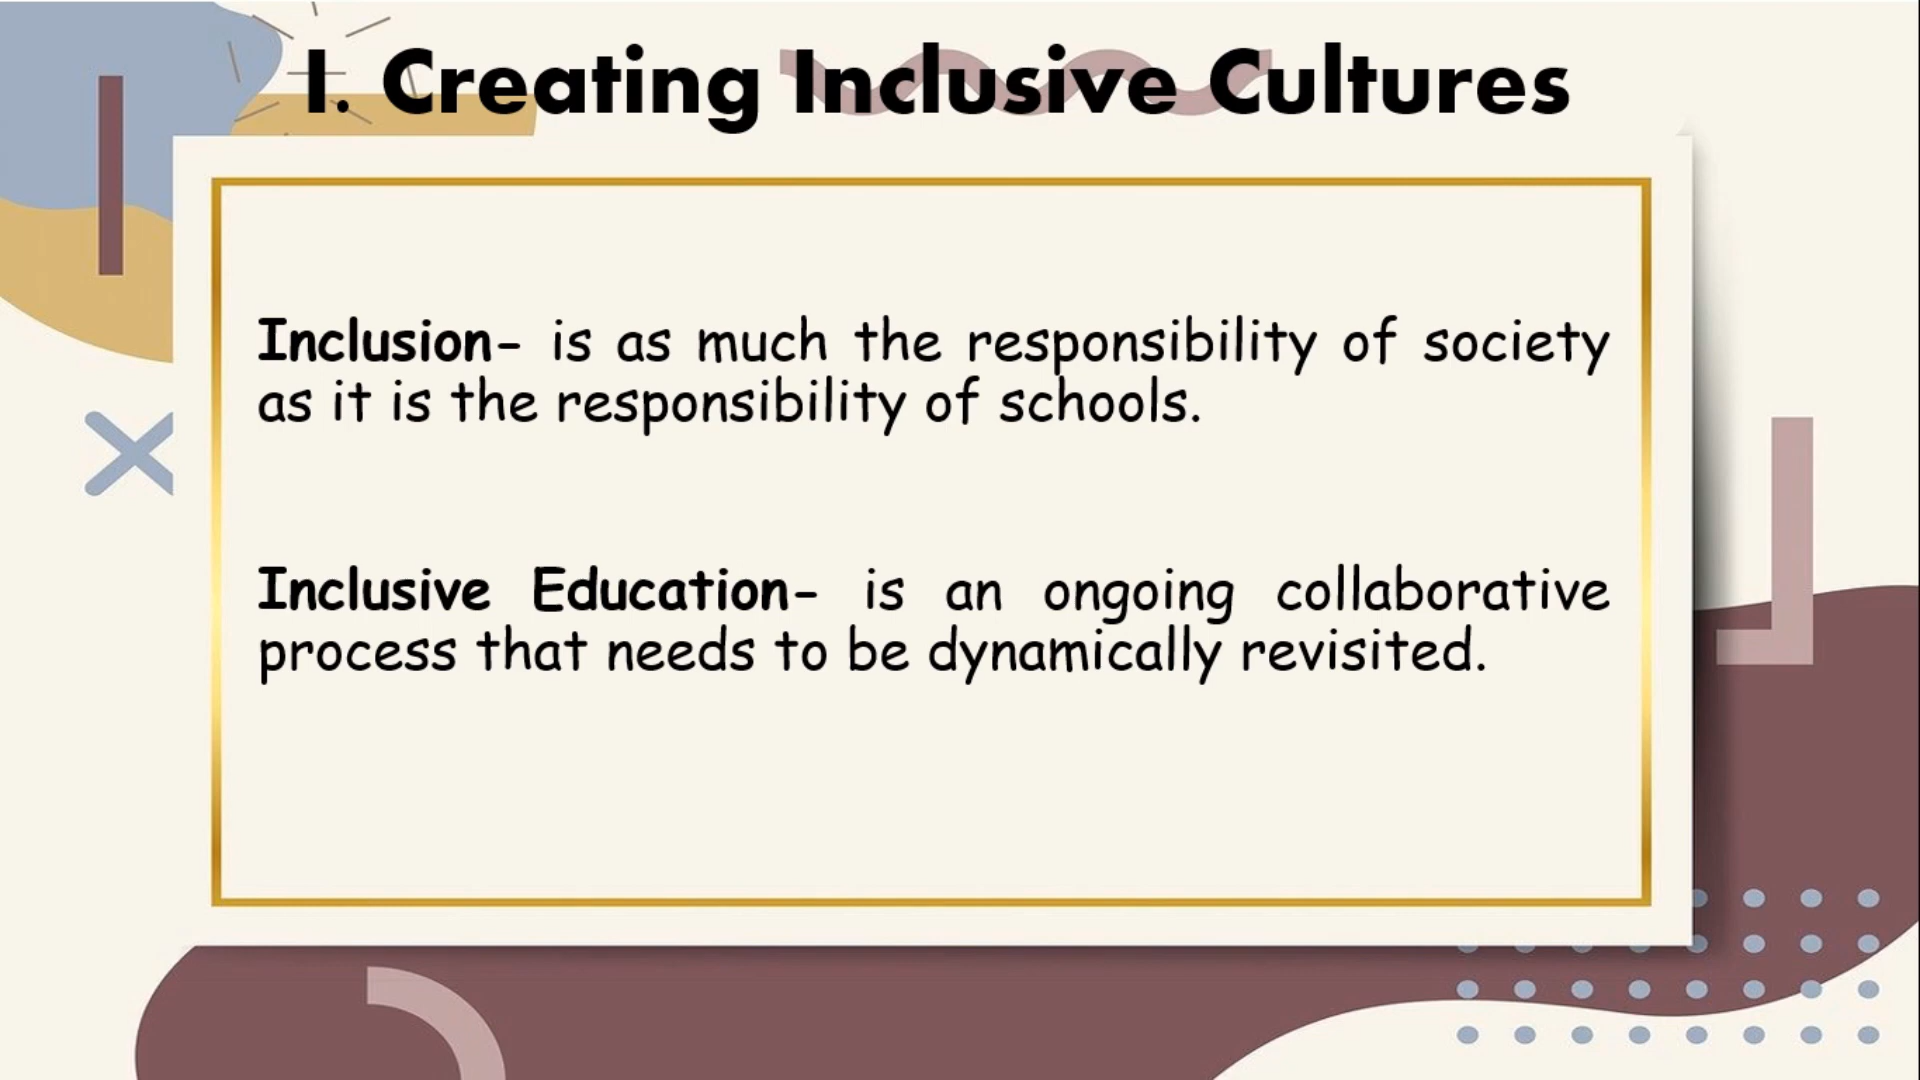 I. Creating Inclusive Cultures
Inclusion- is as much the responsibility of society
as it is the responsibility of schools.
Inclusive Education- is an ongoing collaborative
process that needs to be dynamically revisited.